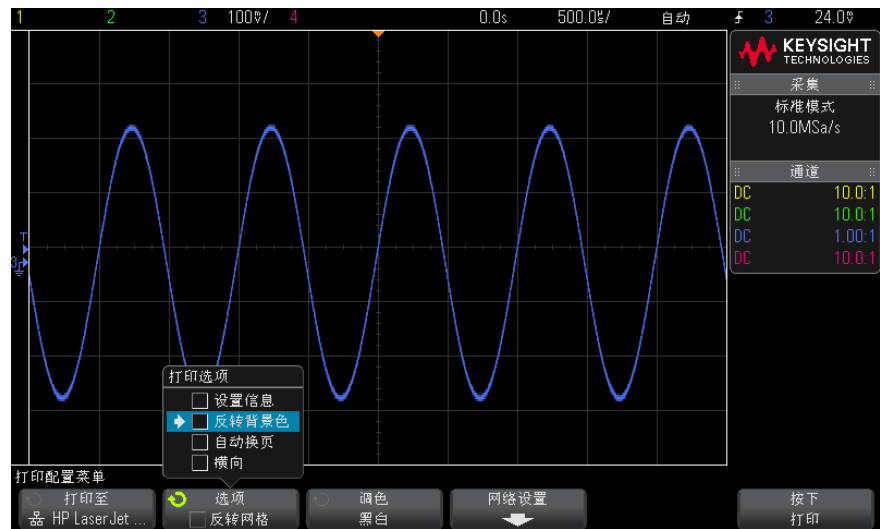 1 2 3 100V/ 4 0.0s 500.0s/ 自动 3 24.0V
KEYSIGHT
TECHNOLOGIES
采集
标准模式
10.0MSa/s
通道
DC 10.0:1
DC 10.0:1
DC 1.00:1
DC 10.0:1
T
3
打印选项
设置信息
反转背景色
自动换页
横向
打印配置菜单
打印至
HP LaserJet ...
选项
反转网格
调色
黑白
网络设置
按下
打印